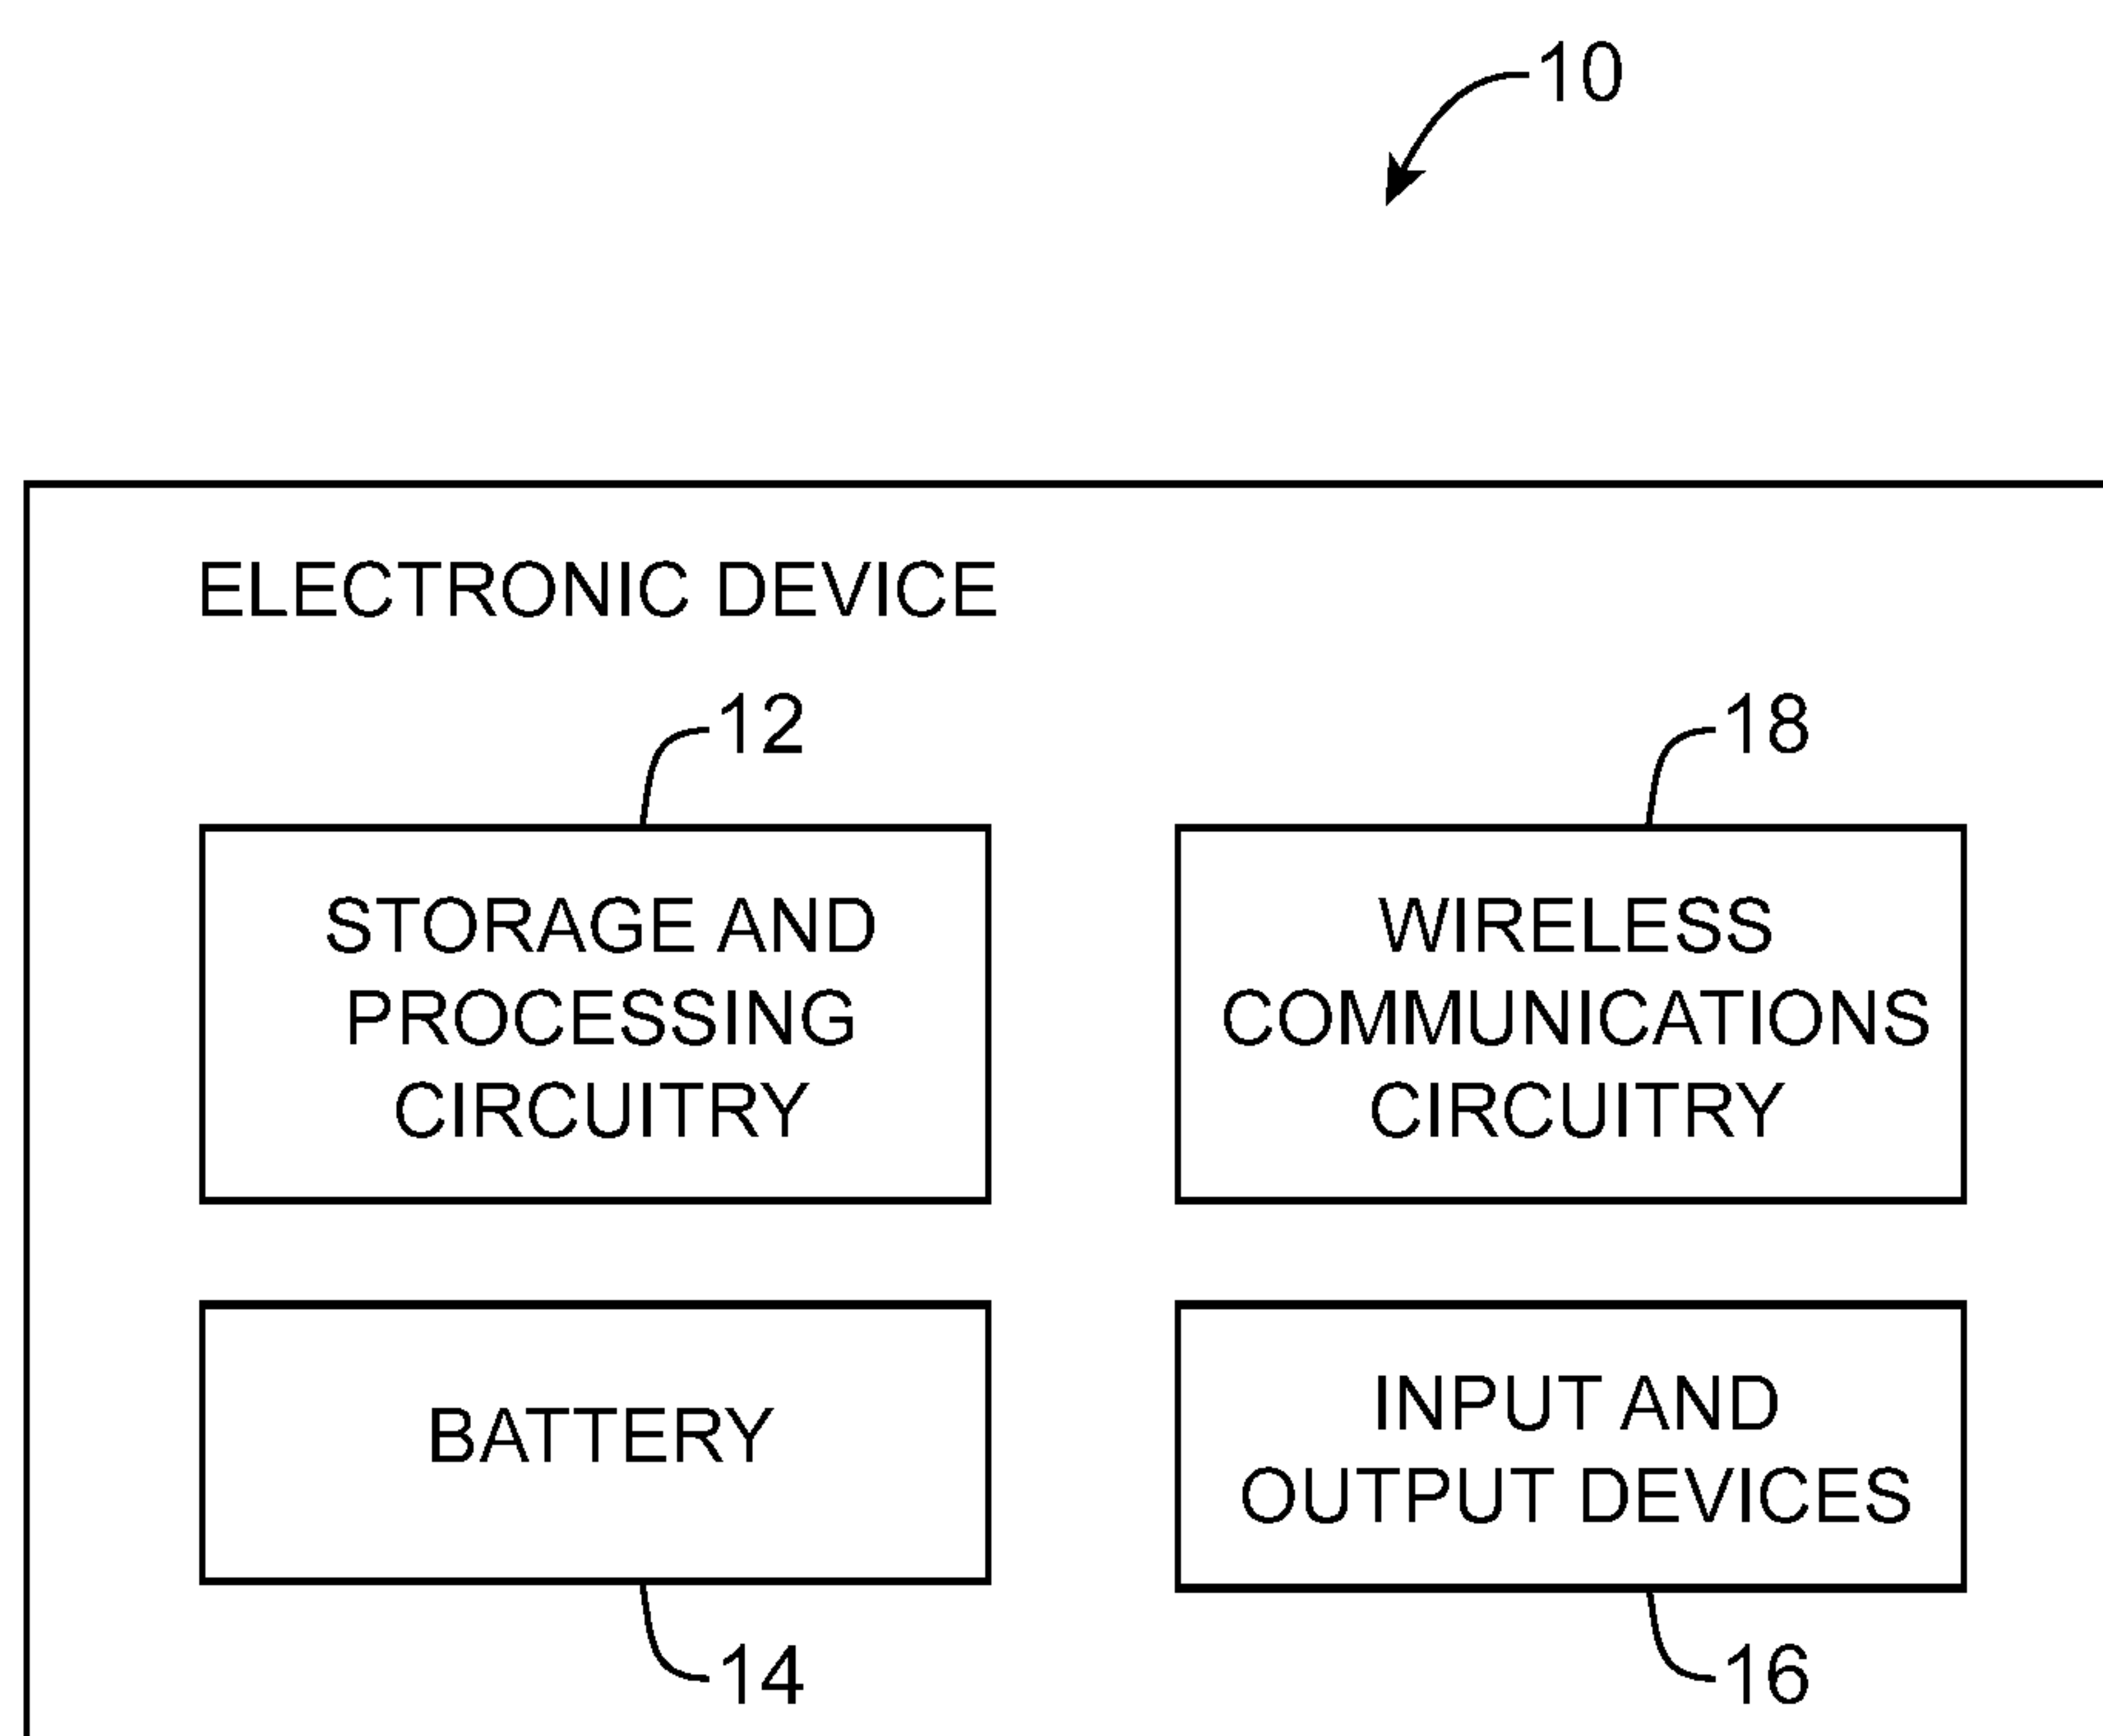 10
ELECTRONIC DEVICE
12
18
STORAGE AND
PROCESSING
CIRCUITRY
WIRELESS
COMMUNICATIONS
CIRCUITRY
BATTERY
INPUT AND
OUTPUT DEVICES
14
16